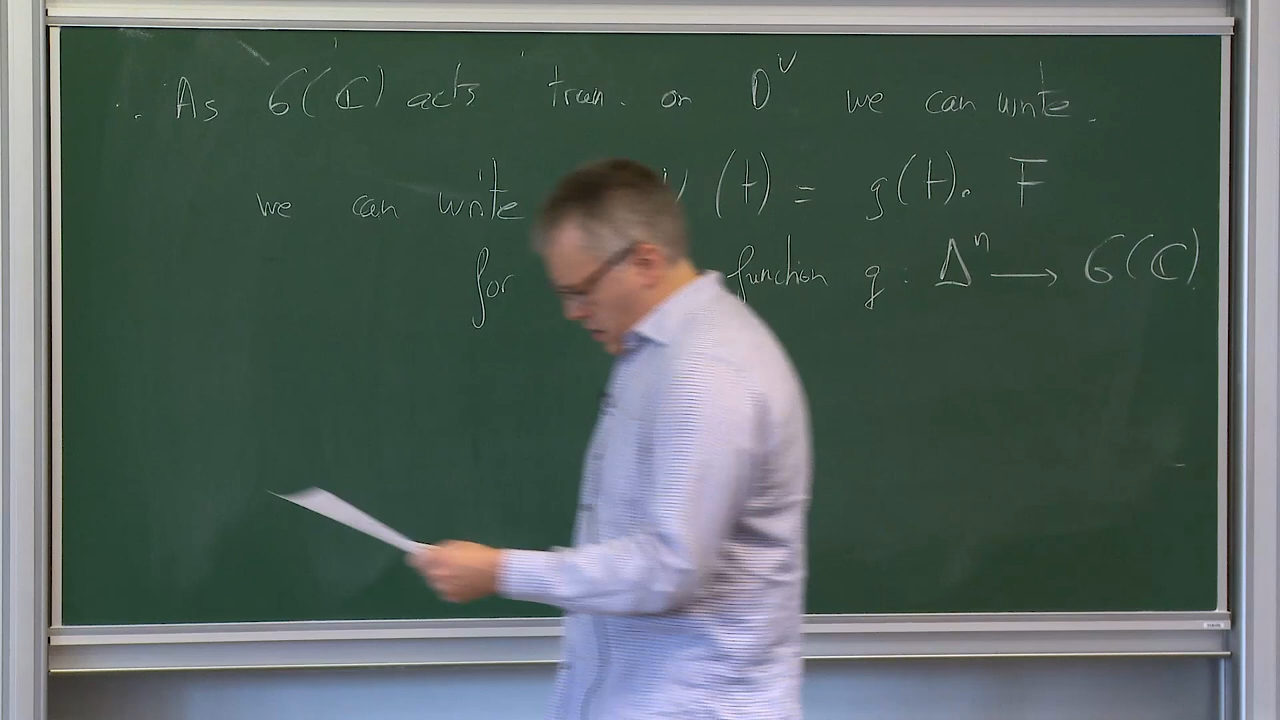 As G(ℂ) acts tran. on D^∨ we can write.
we can write (t) = g(t). F
for function g : Δ^n ⟶ G(ℂ).